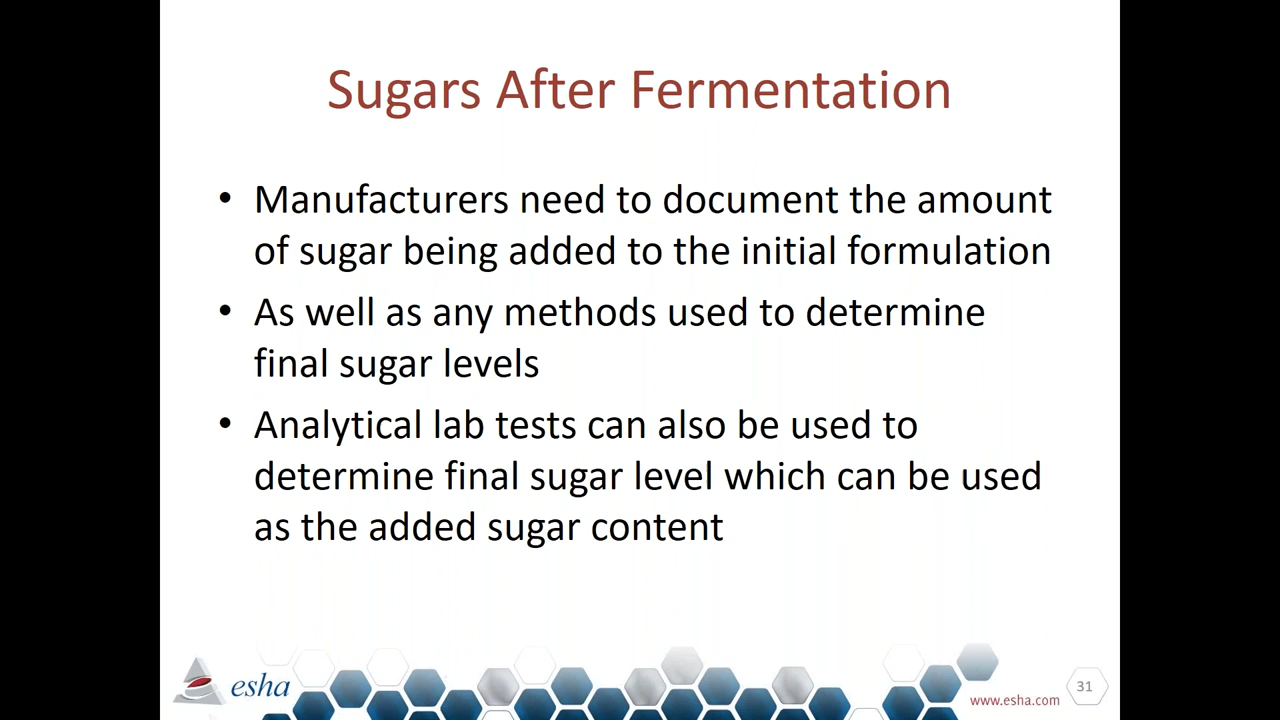 Sugars After Fermentation
• Manufacturers need to document the amount
of sugar being added to the initial formulation
• As well as any methods used to determine
final sugar levels
• Analytical lab tests can also be used to
determine final sugar level which can be used
as the added sugar content
esha
www.esha.com
31